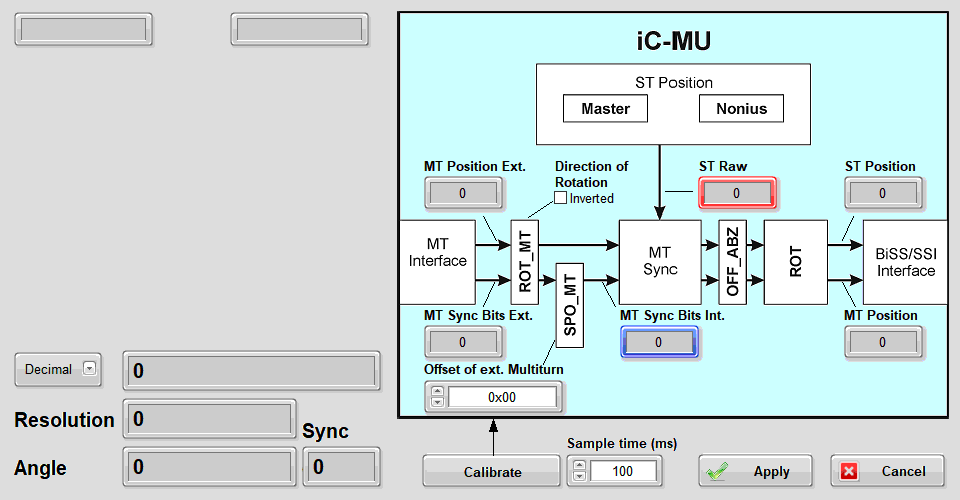 iC-MU
ST Position
Master
Nonius
MT Position Ext.
0
Direction of
Rotation
Inverted
ST Raw
0
ST Position
0
MT
Interface
ROT_MT
SPO_MT
MT
Sync
OFF_ABZ
ROT
BiSS/SSI
Interface
MT Sync Bits Ext.
0
MT Sync Bits Int.
0
MT Position
0
Offset of ext. Multiturn
0x00
Decimal
0
Resolution
0
Sync
Angle
0
0
Calibrate
Sample time (ms)
100
Apply
Cancel